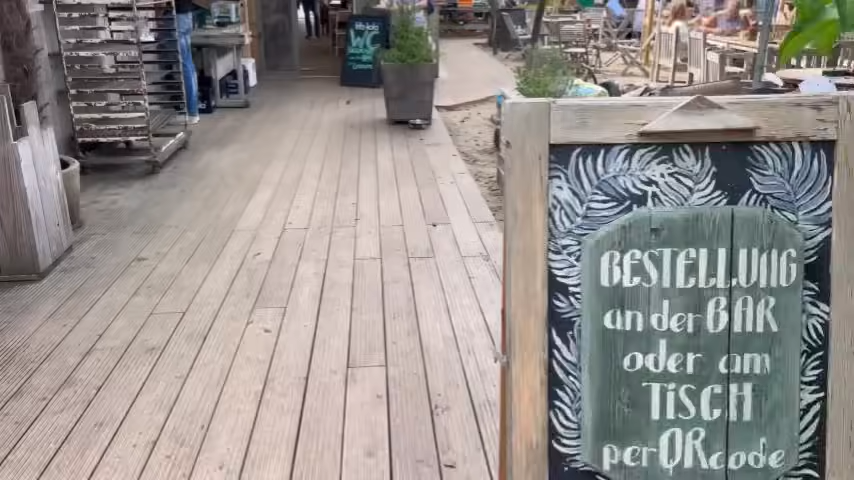 WC
BESTELLUNG
an der BAR
oder am
TISCH
per QR code